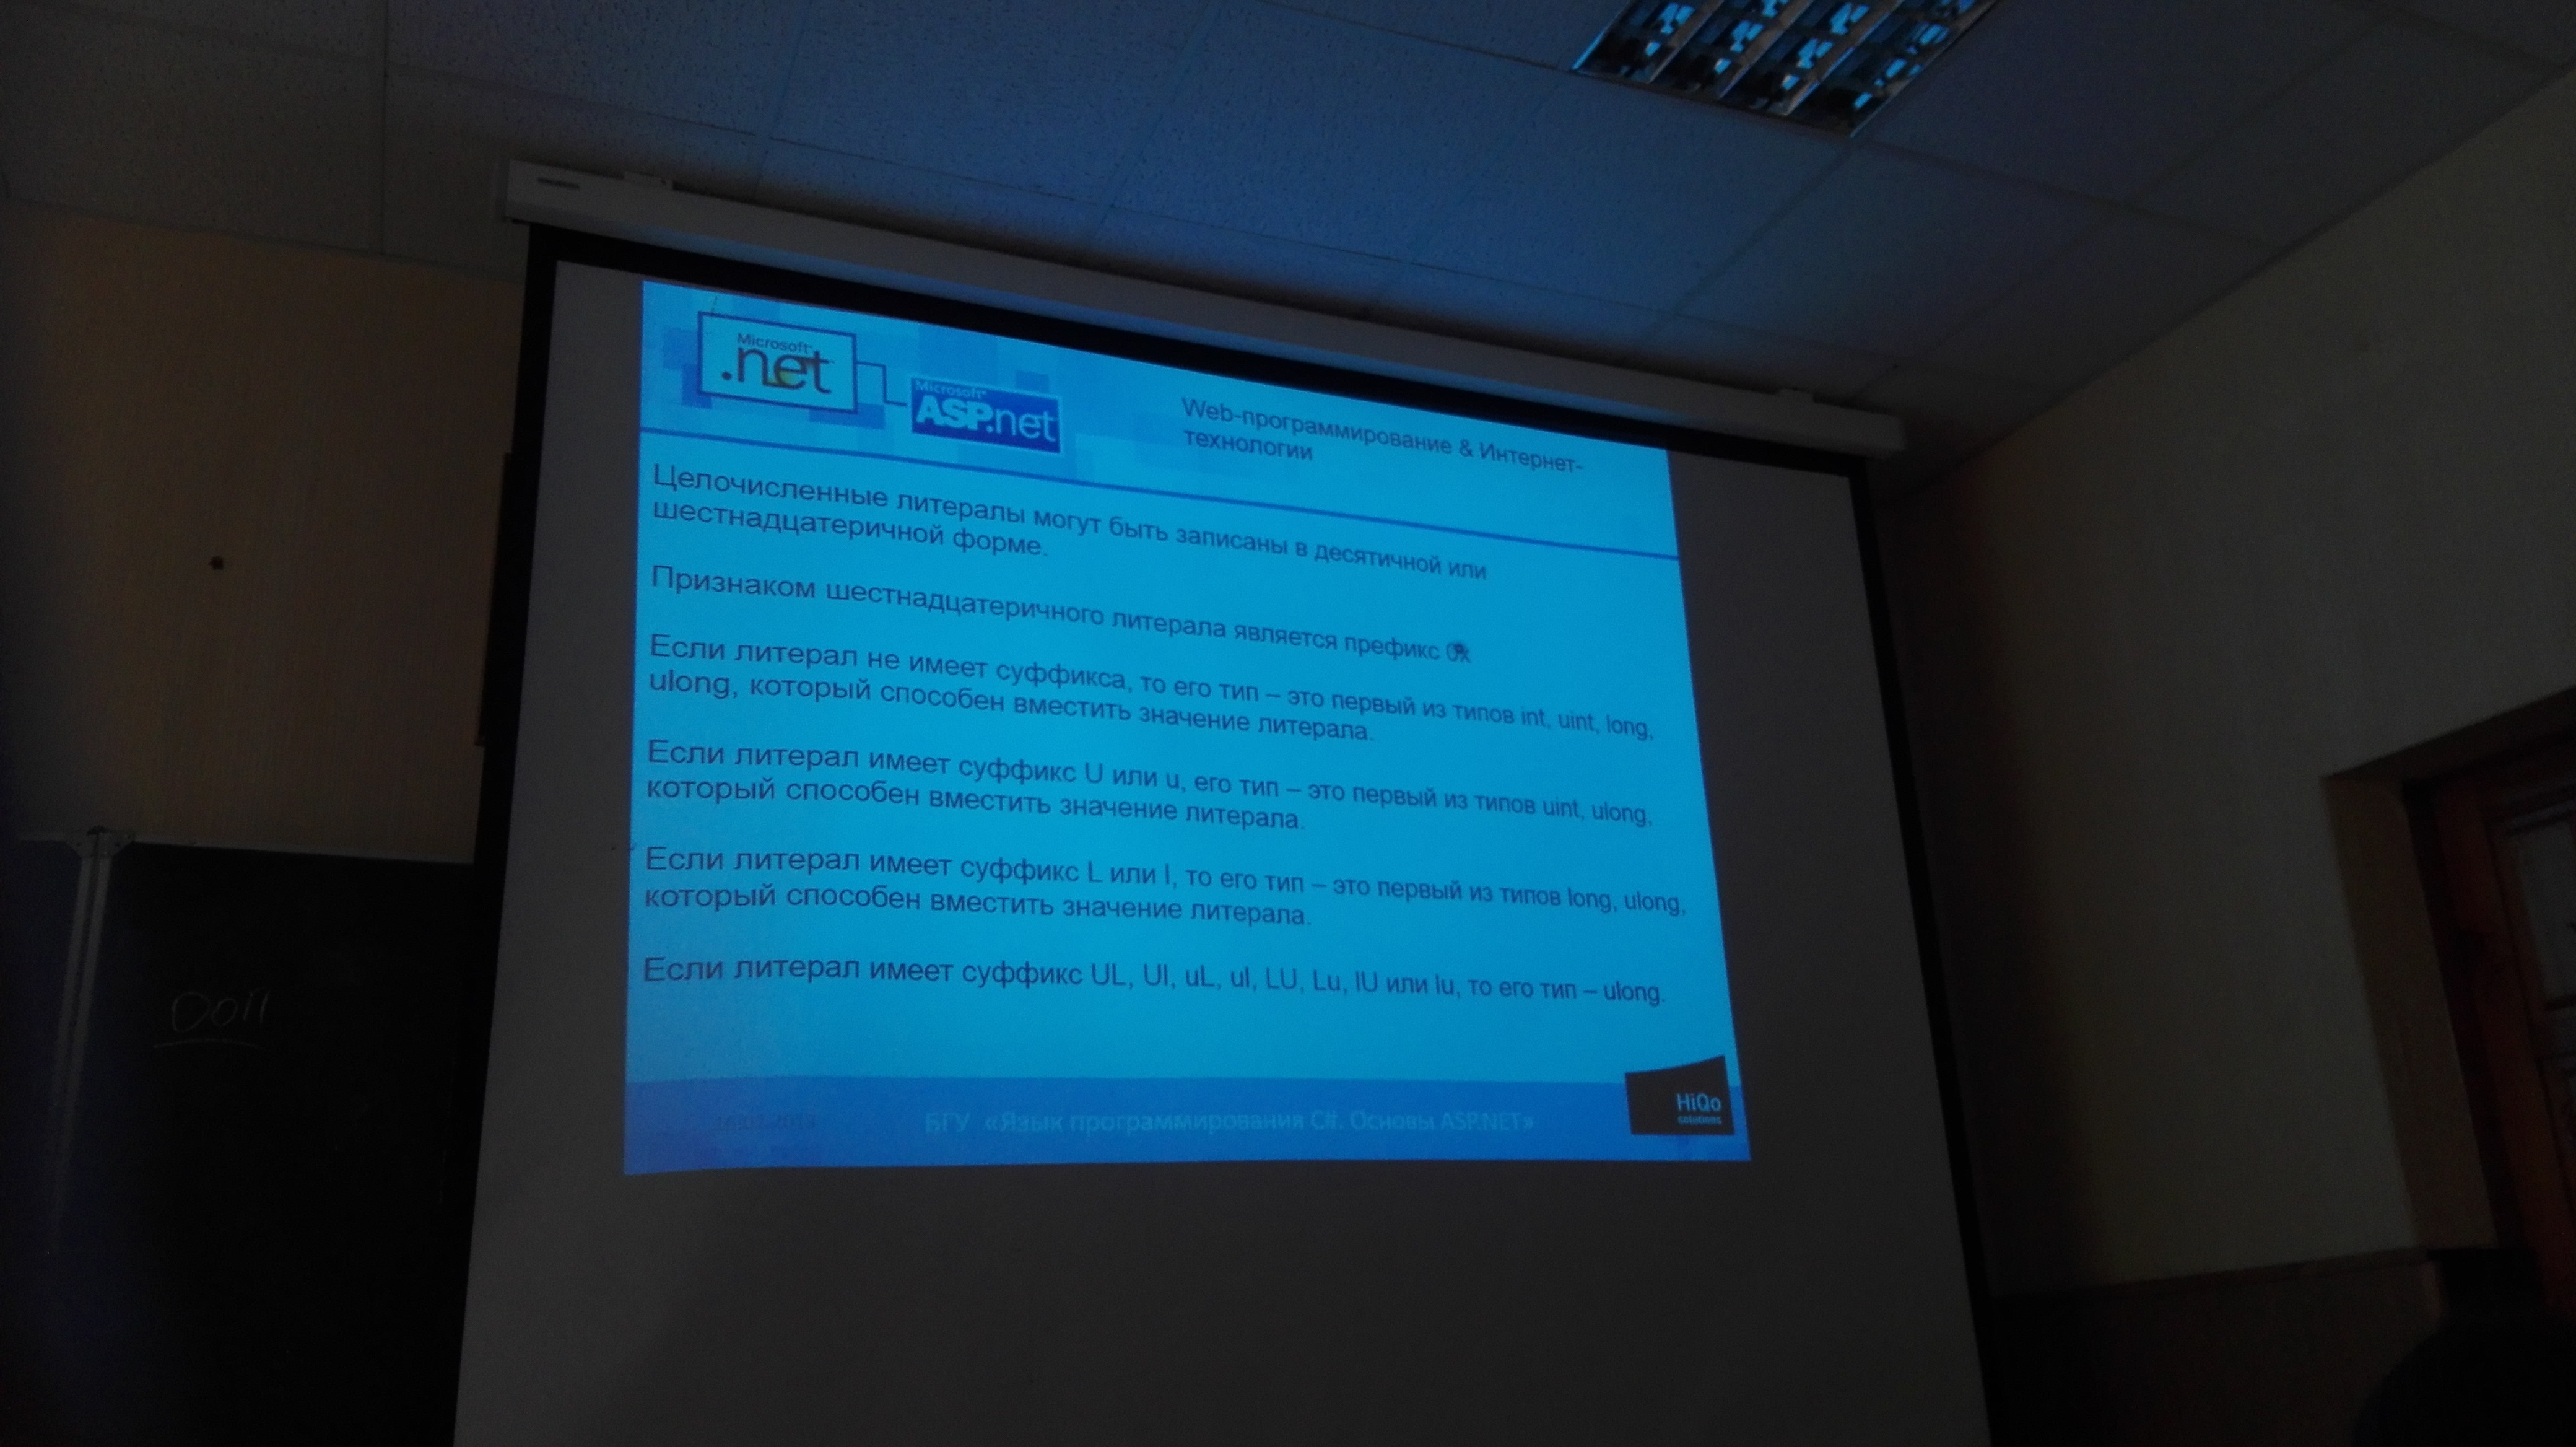 Microsoft
.net
Microsoft
ASP.net
Web-программирование & Интернет-
технологии
Целочисленные литералы могут быть записаны в десятичной или
шестнадцатеричной форме.
Признаком шестнадцатеричного литерала является префикс 0x
Если литерал не имеет суффикса, то его тип – это первый из типов int, uint, long,
ulong, который способен вместить значение литерала.
Если литерал имеет суффикс U или u, его тип – это первый из типов uint, ulong,
который способен вместить значение литерала.
Если литерал имеет суффикс L или l, то его тип – это первый из типов long, ulong,
который способен вместить значение литерала.
Если литерал имеет суффикс UL, Ul, uL, ul, LU, Lu, lU или lu, то его тип – ulong.
БГУ «Язык программирования C#. Основы ASP.NET»
HiQo
solutions
ООП